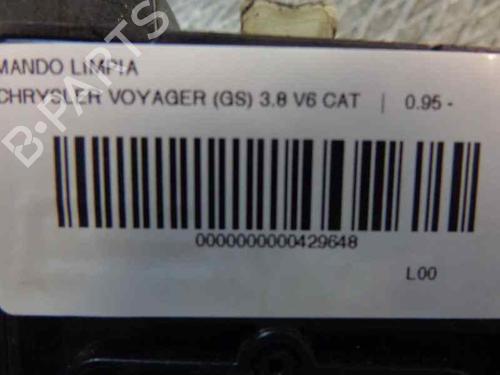 MANDO LIMPIA
CHRYSLER VOYAGER (GS) 3.8 V6 CAT | 0.95 -
0000000000429648
L00
B-PARTS